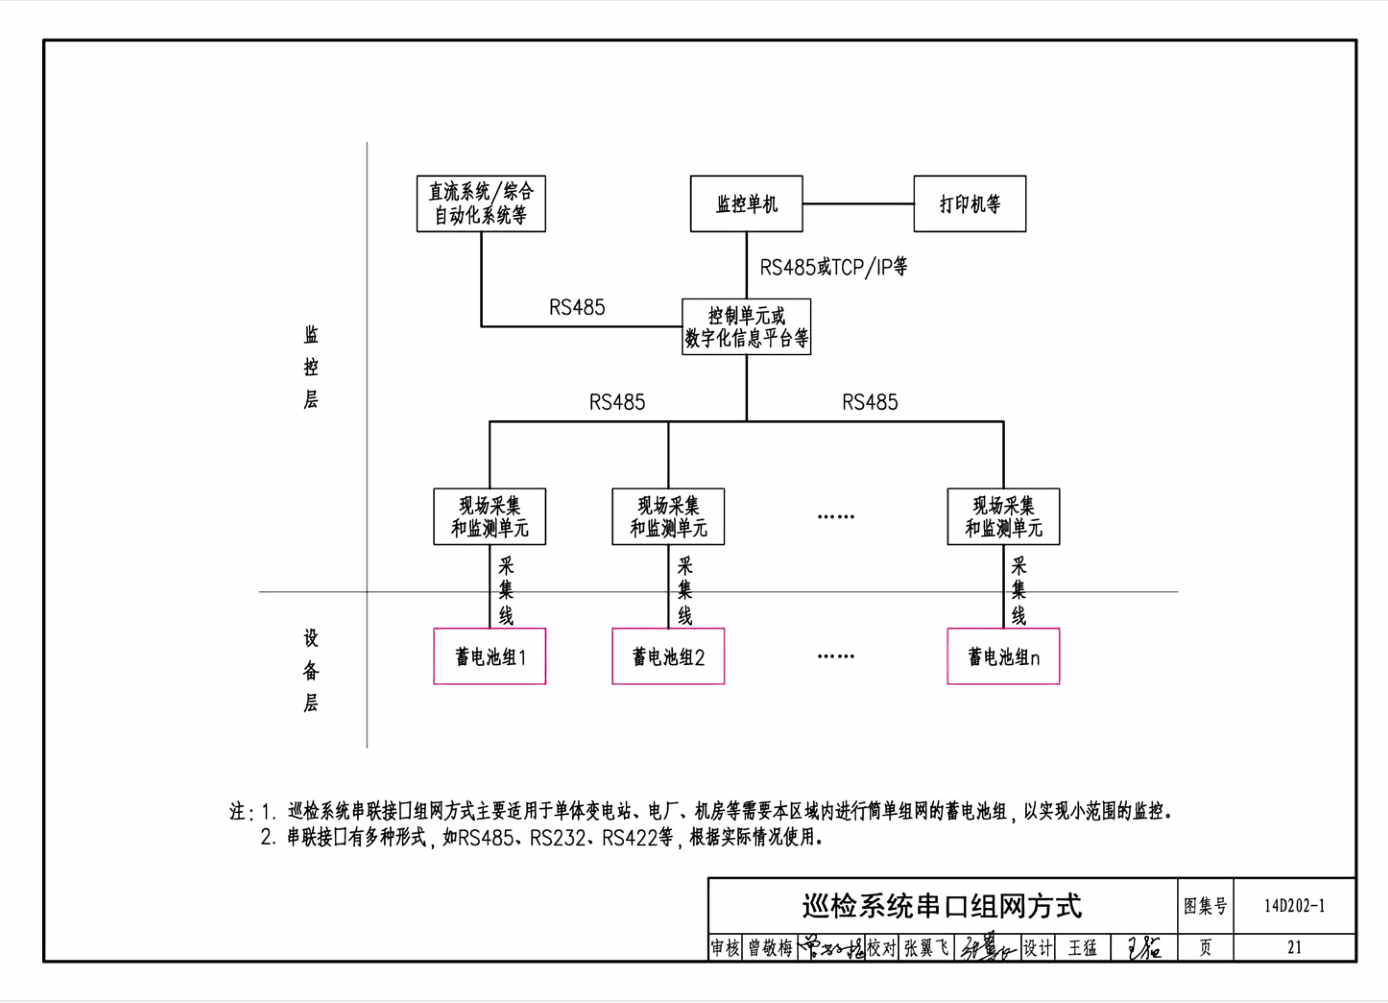 直流系统/综合
自动化系统等
监控单机
打印机等
RS485或TCP/IP等
RS485
控制单元或
数字化信息平台等
监
控
层
RS485
RS485
现场采集
和监测单元
现场采集
和监测单元
……
现场采集
和监测单元
采
集
线
采
集
线
采
集
线
设
备
层
蓄电池组1
蓄电池组2
……
蓄电池组n
注：1. 巡检系统串联接口组网方式主要适用于单体变电站、电厂、机房等需要本区域内进行简单组网的蓄电池组，以实现小范围的监控。
2. 串联接口有多种形式，如RS485、RS232、RS422等，根据实际情况使用。
巡检系统串口组网方式
图集号
14D202-1
审核 曾敬梅 校对 张翼飞 设计 王猛 王猛 页 21